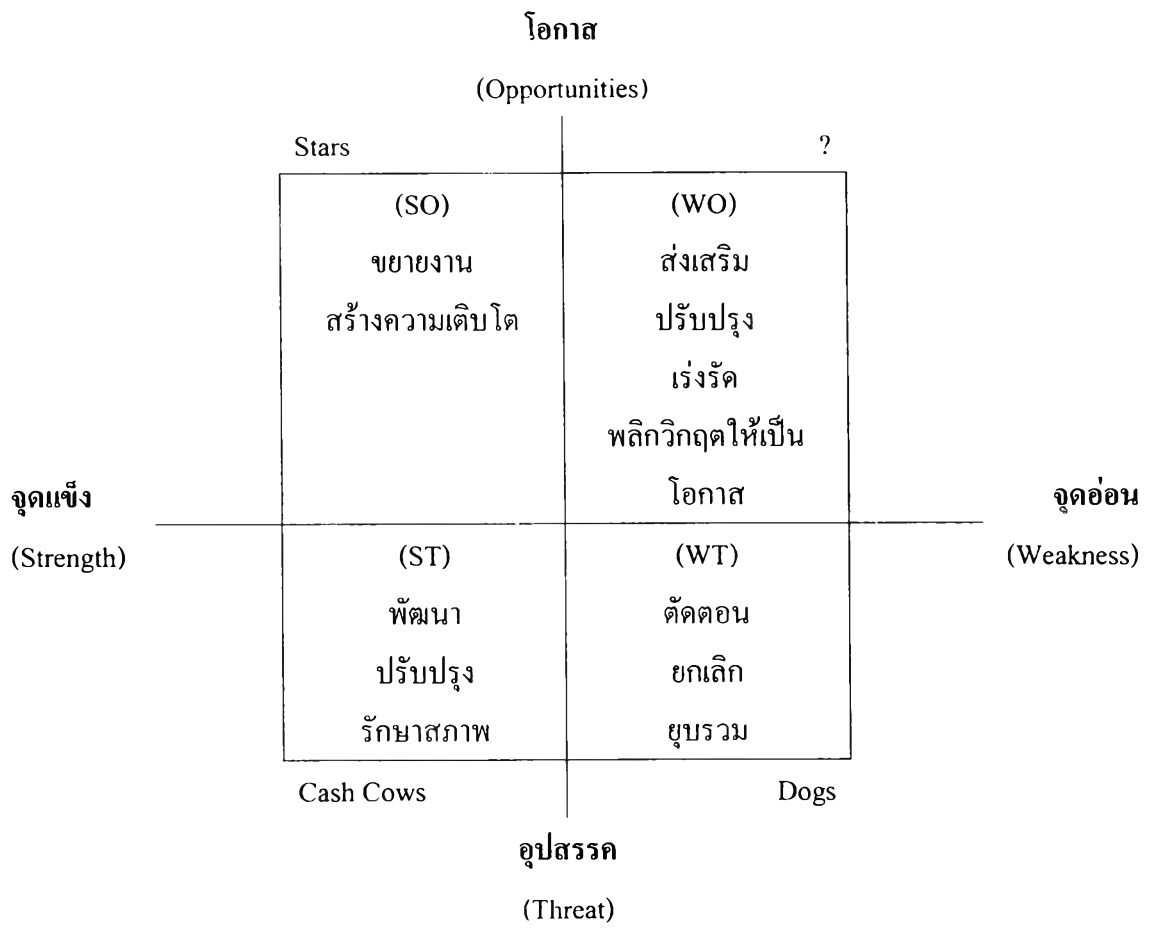 โอกาส
(Opportunities)
Stars
?
(SO)
ขยายงาน
สร้างความเติบโต
(WO)
ส่งเสริม
ปรับปรุง
เร่งรัด
พลิกวิกฤตให้เป็น
โอกาส
จุดแข็ง
(Strength)
จุดอ่อน
(Weakness)
(ST)
พัฒนา
ปรับปรุง
รักษาสภาพ
(WT)
ตัดตอน
ยกเลิก
ยุบรวม
Cash Cows
Dogs
อุปสรรค
(Threat)